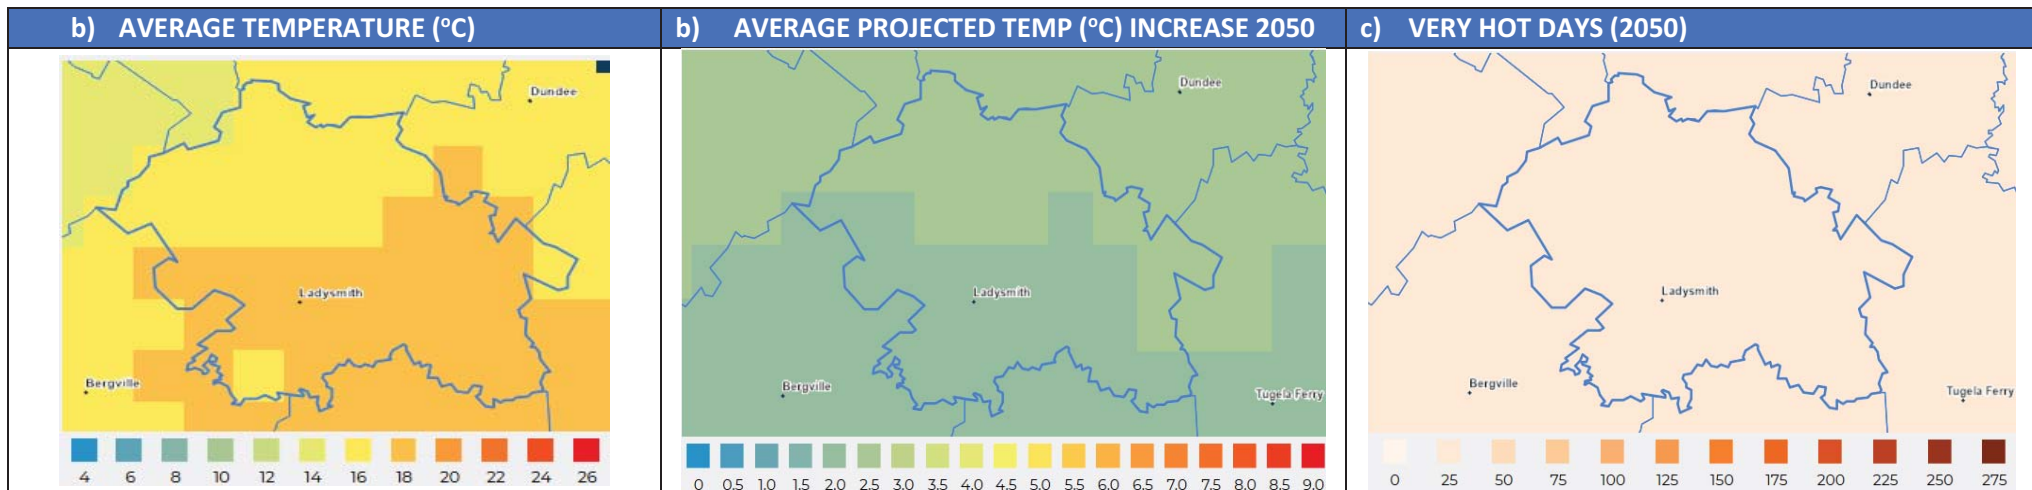 b) AVERAGE TEMPERATURE (ºC)
b) AVERAGE PROJECTED TEMP (ºC) INCREASE 2050
c) VERY HOT DAYS (2050)
Dundee
Ladysmith
Bergville
4 6 8 10 12 14 16 18 20 22 24 26
Dundee
Ladysmith
Bergville
Tugela Ferry
0 0.5 1.0 1.5 2.0 2.5 3.0 3.5 4.0 4.5 5.0 5.5 6.0 6.5 7.0 7.5 8.0 8.5 9.0
Dundee
Ladysmith
Bergville
Tugela Ferry
0 25 50 75 100 125 150 175 200 225 250 275